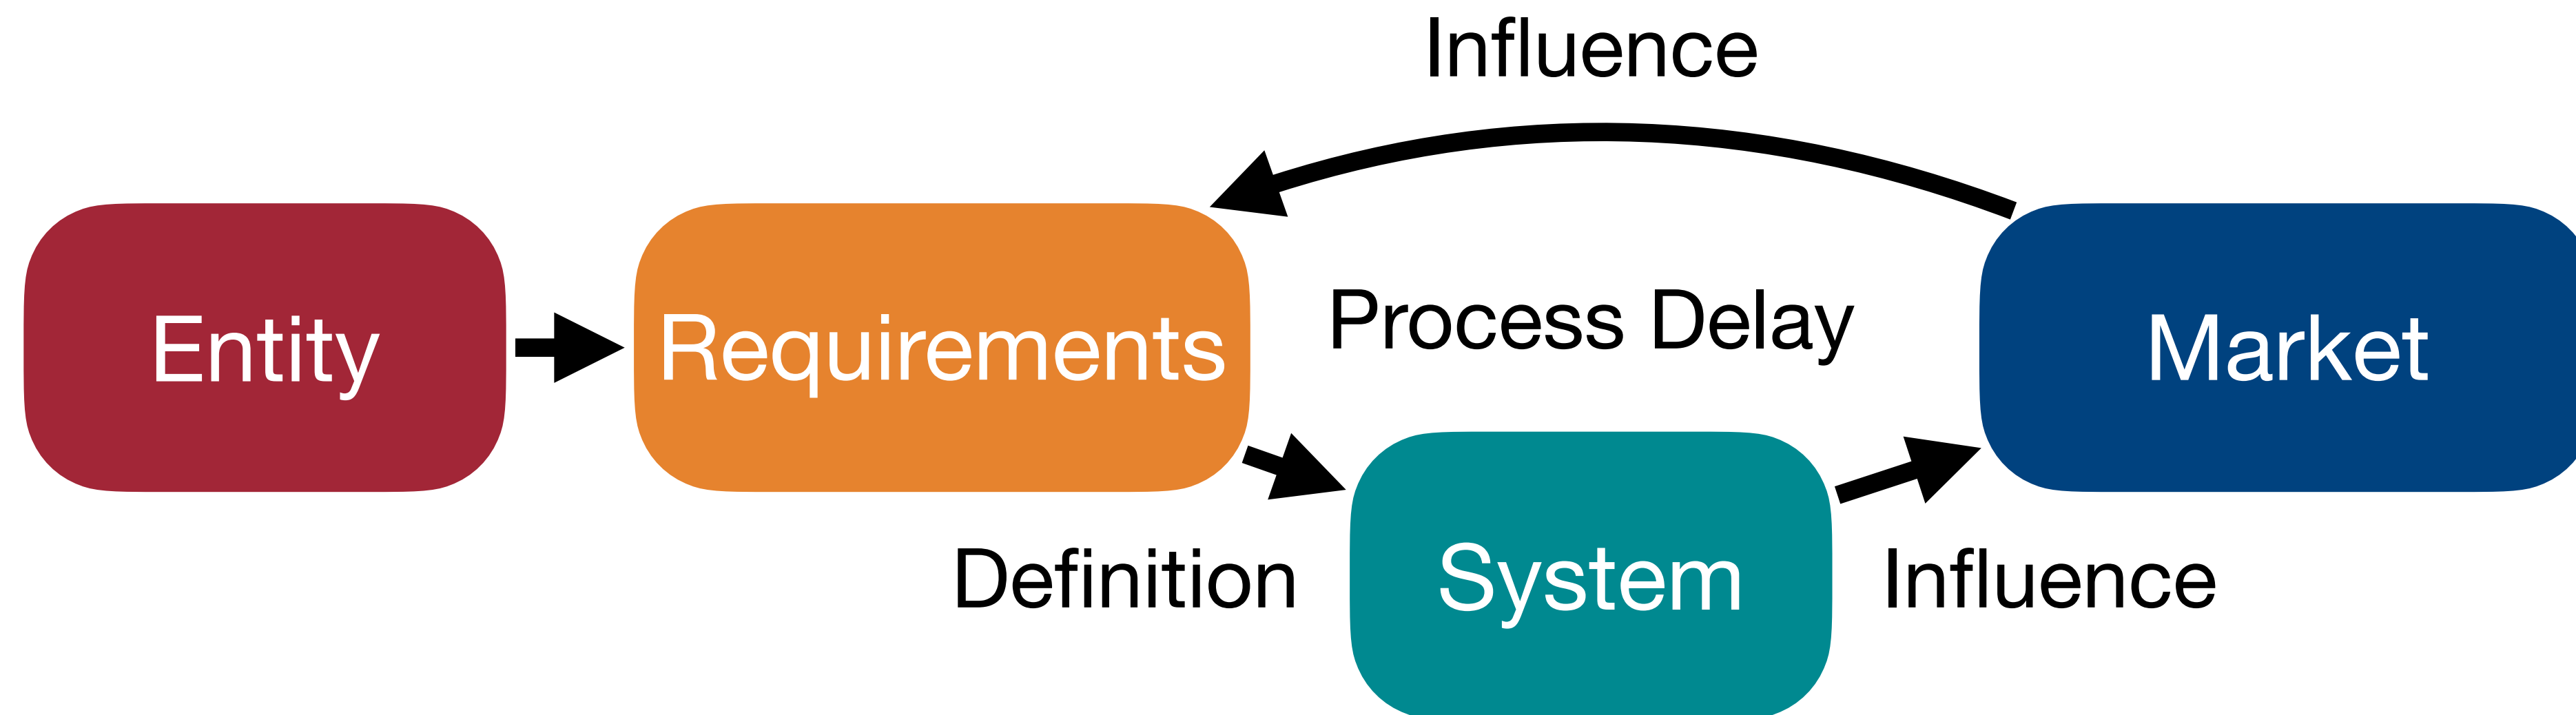 Influence
Entity
Requirements
Process Delay
Market
Definition
System
Influence